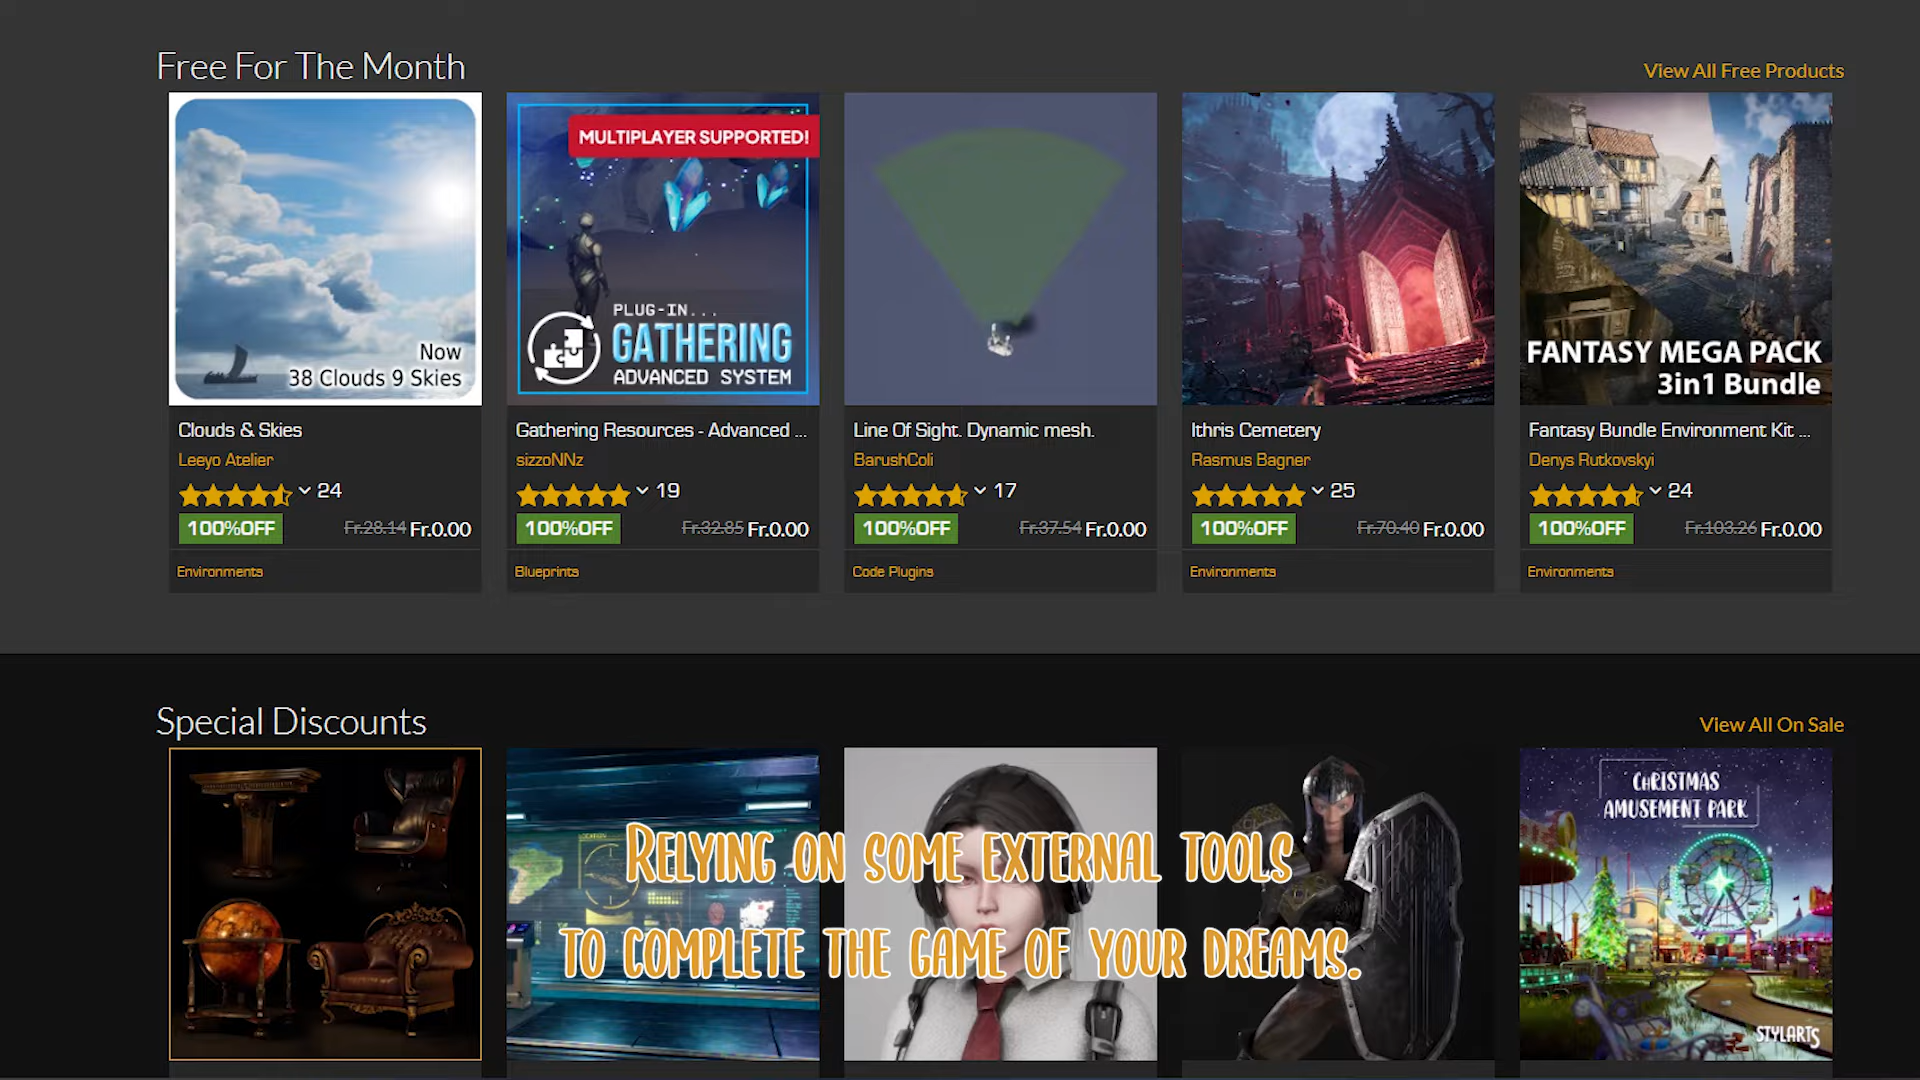 Free For The Month
View All Free Products
Now
38 Clouds 9 Skies
MULTIPLAYER SUPPORTED!
PLUG-IN...
GATHERING
ADVANCED SYSTEM
FANTASY MEGA PACK
3in1 Bundle
Clouds & Skies
Leeyo Atelier
24
100%OFF
Fr.28.14 Fr.0.00
Environments
Gathering Resources - Advanced ...
sizzoNNz
19
100%OFF
Fr.32.85 Fr.0.00
Blueprints
Line Of Sight. Dynamic mesh.
BarushColi
17
100%OFF
Fr.37.54 Fr.0.00
Code Plugins
Ithris Cemetery
Rasmus Bagner
25
100%OFF
Fr.70.40 Fr.0.00
Environments
Fantasy Bundle Environment Kit ...
Denys Rutkovskyi
24
100%OFF
Fr.103.26 Fr.0.00
Environments
Special Discounts
View All On Sale
CHRISTMAS
AMUSEMENT PARK
STYLARTS
RELYING ON SOME EXTERNAL TOOLS
TO COMPLETE THE GAME OF YOUR DREAMS.